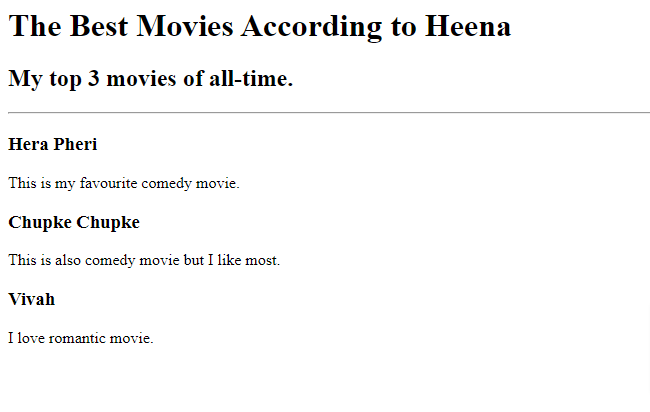 The Best Movies According to Heena
My top 3 movies of all-time.
Hera Pheri
This is my favourite comedy movie.
Chupke Chupke
This is also comedy movie but I like most.
Vivah
I love romantic movie.